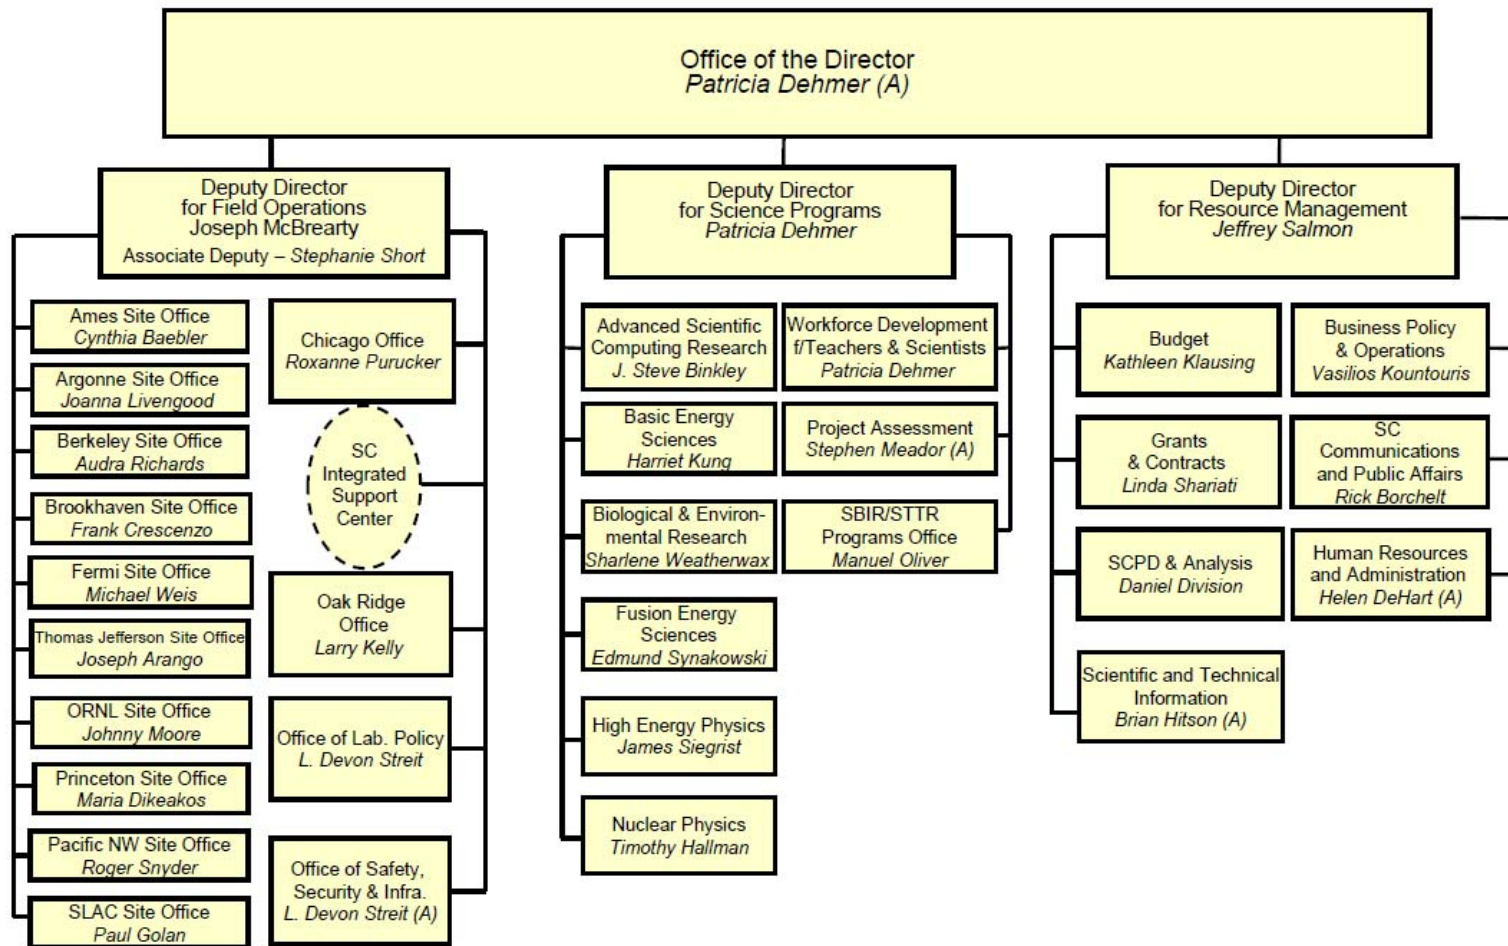 Office of the Director
Patricia Dehmer (A)
Deputy Director
for Field Operations
Joseph McBrearty
Associate Deputy – Stephanie Short
Ames Site Office
Cynthia Baebler
Argonne Site Office
Joanna Livengood
Berkeley Site Office
Audra Richards
Brookhaven Site Office
Frank Crescenzo
Fermi Site Office
Michael Weis
Thomas Jefferson Site Office
Joseph Arango
ORNL Site Office
Johnny Moore
Princeton Site Office
Maria Dikeakos
Pacific NW Site Office
Roger Snyder
SLAC Site Office
Paul Golan
Chicago Office
Roxanne Purucker
SC
Integrated
Support
Center
Oak Ridge
Office
Larry Kelly
Office of Lab. Policy
L. Devon Streit
Office of Safety,
Security & Infra.
L. Devon Streit (A)
Deputy Director
for Science Programs
Patricia Dehmer
Advanced Scientific
Computing Research
J. Steve Binkley
Basic Energy
Sciences
Harriet Kung
Biological & Environ-
mental Research
Sharlene Weatherwax
Fusion Energy
Sciences
Edmund Synakowski
High Energy Physics
James Siegrist
Nuclear Physics
Timothy Hallman
Workforce Development
f/Teachers & Scientists
Patricia Dehmer
Project Assessment
Stephen Meador (A)
SBIR/STTR
Programs Office
Manuel Oliver
Deputy Director
for Resource Management
Jeffrey Salmon
Budget
Kathleen Klausing
Grants
& Contracts
Linda Shariati
SCPD & Analysis
Daniel Division
Scientific and Technical
Information
Brian Hitson (A)
Business Policy
& Operations
Vasilios Kountouris
SC
Communications
and Public Affairs
Rick Borchelt
Human Resources
and Administration
Helen DeHart (A)